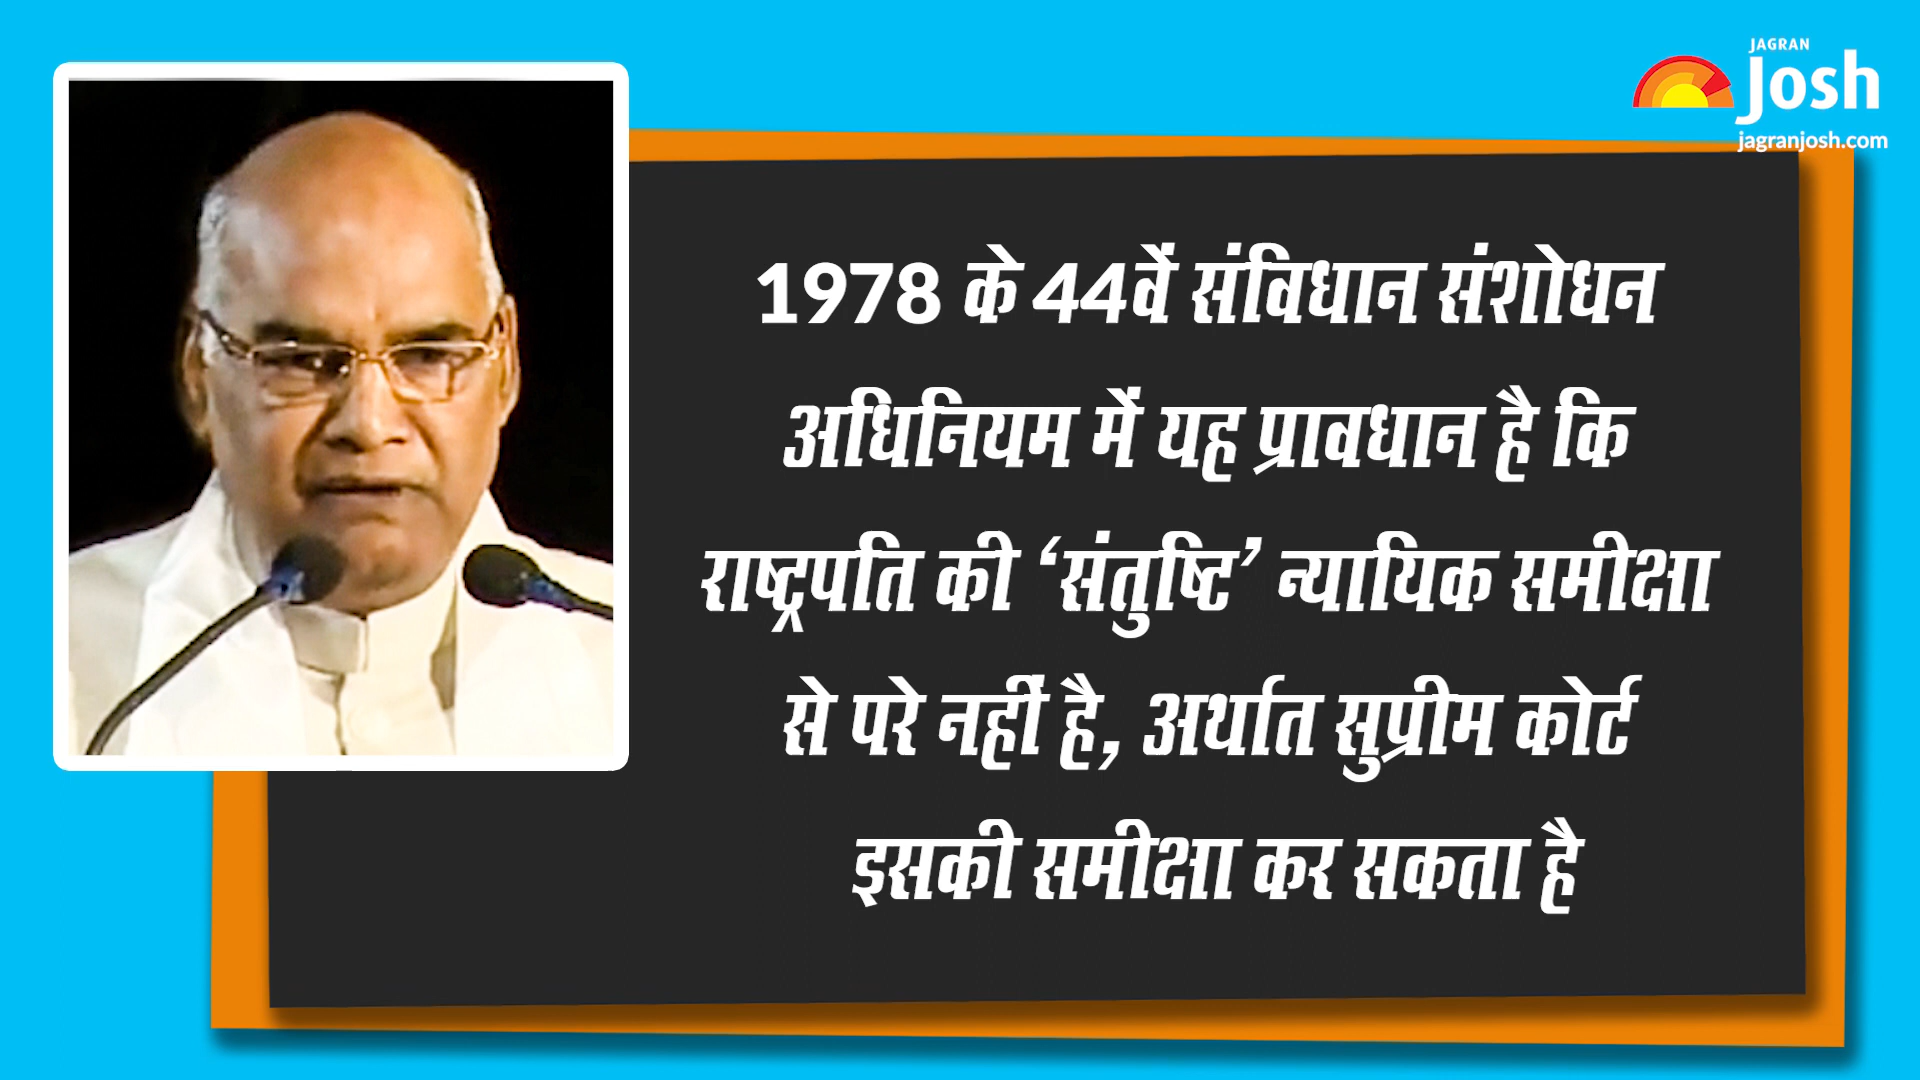 JAGRAN
Josh
jagranjosh.com
1978 के 44वें संविधान संशोधन
अधिनियम में यह प्रावधान है कि
राष्ट्रपति की ‘संतुष्टि’ न्यायिक समीक्षा
से परे नहीं है, अर्थात सुप्रीम कोर्ट
इसकी समीक्षा कर सकता है